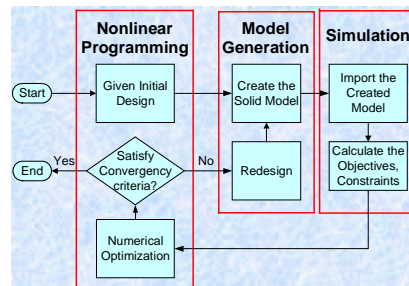 Nonlinear
Programming
Model
Generation
Simulation
Start
Given Initial
Design
Create the
Solid Model
Import the
Created
Model
End
Yes
Satisfy
Convergency
criteria?
No
Redesign
Calculate the
Objectives,
Constraints
Numerical
Optimization